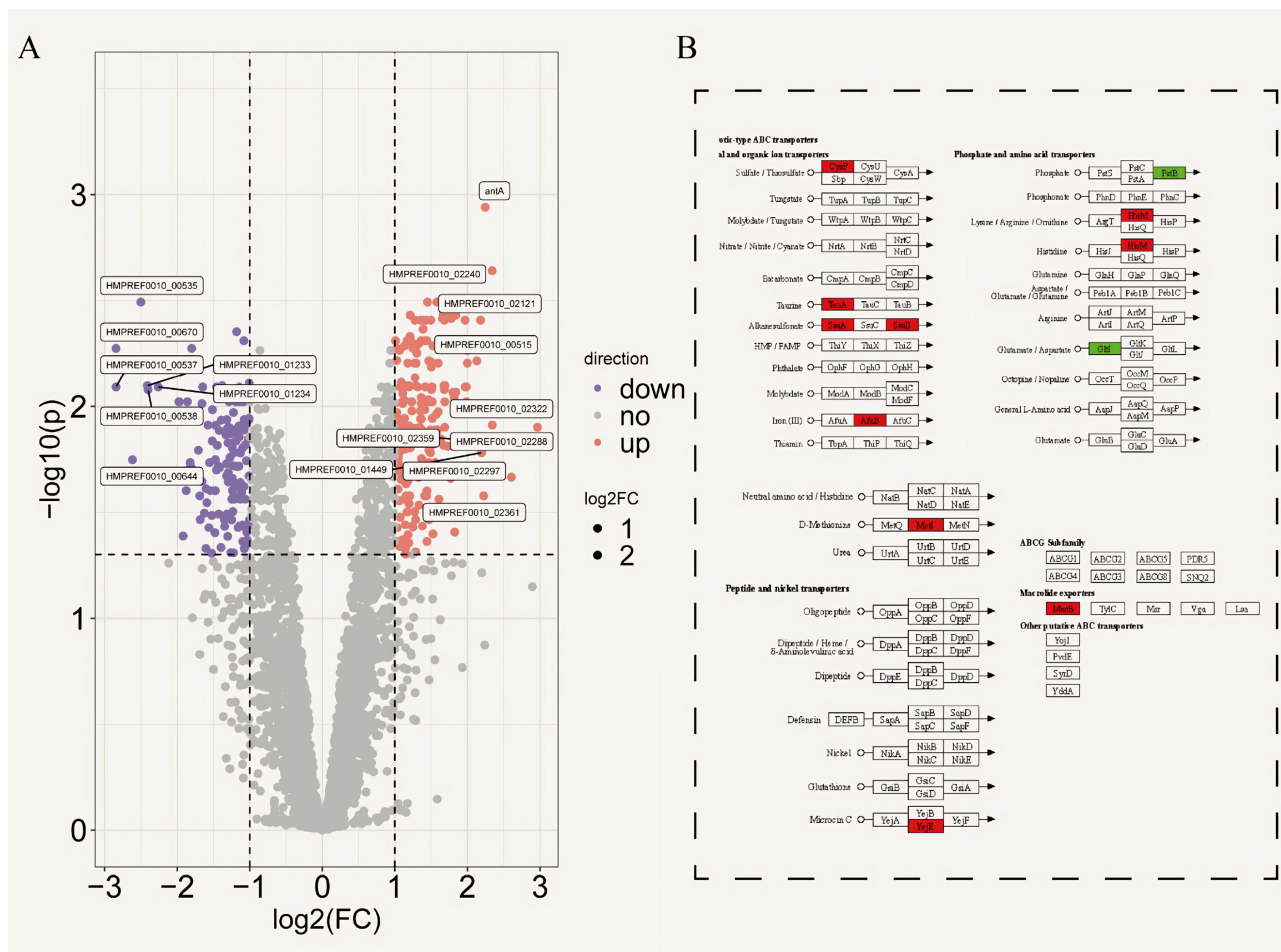 A
3
2
1
0
−3
−2
−1
0
1
2
3
log2(FC)
−log10(p)
antA
HMPREF0010_02240
HMPREF0010_00535
HMPREF0010_02121
HMPREF0010_00670
HMPREF0010_00515
HMPREF0010_00537
HMPREF0010_01233
HMPREF0010_01234
HMPREF0010_00538
HMPREF0010_02322
HMPREF0010_02359
HMPREF0010_02288
HMPREF0010_01449
HMPREF0010_02297
HMPREF0010_00644
HMPREF0010_02361
direction
down
no
up
log2FC
1
2
B
otic-type ABC transporters
al and organic ion transporters
Sulfate / Thiosulfate CysP CysU CysA
Sbp CysW
Tungstate TupA TupB TupC
Molybdate / Tungstate WtpA WtpB WtpC
Nitrate / Nitrite / Cyanate NrtA NrtB NrtC
NrtD
Bicarbonate CmpA CmpB CmpC
CmpD
Taurine TauA TauC TauB
Alkanesulfonate SsuA SsuC SsuB
HMP / FAMP ThiY ThiX ThiZ
Phthalate OphF OphG OphH
Molybdate ModA ModB ModC
ModF
Iron (III) AfuA AfuB AfuC
Thiamin TbpA ThiP ThiQ
Phosphate and amino acid transporters
Phosphate PstS PstC PstB
PstA
Phosphonate PhnD PhnE PhnC
Lysine / Arginine / Ornithine ArgT HisM HisP
HisQ
Histidine HisJ HisM HisP
HisQ
Glutamine GlnH GlnP GlnQ
Aspartate /
Glutamate / Glutamine Peb1A Peb1B Peb1C
Arginine ArtJ ArtM ArtP
ArtI ArtQ
Glutamate / Aspartate GltI GltK GltL
GltJ
Octopine / Nopaline OccT OccM OccP
OccQ
General L-Amino acid AapJ AapQ AapP
AapM
Glutamate GluB GluC GluA
GluD
Neutral amino acid / Histidine NatB NatC NatA
NatD NatE
D-Methionine MetQ MetI MetN
Urea UrtA UrtB UrtD
UrtC UrtE
Peptide and nickel transporters
Oligopeptide OppA OppB OppD
OppC OppF
Dipeptide / Heme /
δ-Aminolevulinic acid DppA DppB DppD
DppC DppF
Dipeptide DppE DppB DppD
DppC
Defensin DEFB SapA SapB SapD
SapC SapF
Nickel NikA NikB NikD
NikC NikE
Glutathione GsiB GsiC GsiA
GsiD
Microcin C YejA YejB YejF
YejE
ABCG Subfamily
ABCG1 ABCG2 ABCG5 PDR5
ABCG4 ABCG3 ABCG8 SNQ2
Macrolide exporters
MacB TylC Msr Vga Lsa
Other putative ABC transporters
YojI
PvdE
SyrD
YddA